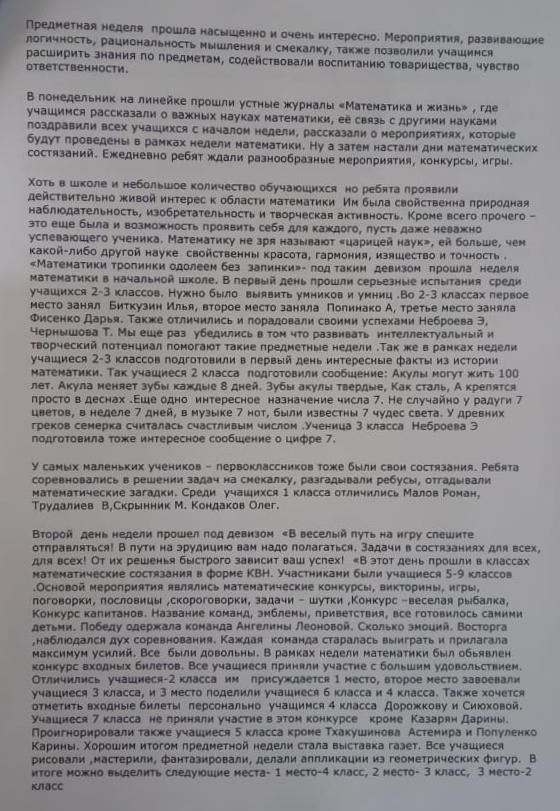 Предметная неделя прошла насыщенно и очень интересно. Мероприятия, развивающие
логичность, рациональность мышления и смекалку, также позволили учащимся
расширить знания по предметам, содействовали воспитанию товарищества, чувство
ответственности.
В понедельник на линейке прошли устные журналы «Математика и жизнь» , где
учащимся рассказали о важных науках математики, её связь с другими науками
поздравили всех учащихся с началом недели, рассказали о мероприятиях, которые
будут проведены в рамках недели математики. Ну а затем настали дни математических
состязаний. Ежедневно ребят ждали разнообразные мероприятия, конкурсы, игры.
Хоть в школе и небольшое количество обучающихся но ребята проявили
действительно живой интерес к области математики Им была свойственна природная
наблюдательность, изобретательность и творческая активность. Кроме всего прочего –
это еще была и возможность проявить себя для каждого, пусть даже неважно
успевающего ученика. Математику не зря называют «царицей наук», ей больше, чем
какой-либо другой науке свойственны красота, гармония, изящество и точность .
«Математики тропинки одолеем без запинки»- под таким девизом прошла неделя
математики в начальной школе. В первый день прошли серьезные испытания среди
учащихся 2-3 классов. Нужно было выявить умников и умниц .Во 2-3 классах первое
место занял Биткузин Илья, второе место заняла Попинако А, третье место заняла
Фисенко Дарья. Также отличились и порадовали своими успехами Неброева Э,
Чернышова Т. Мы еще раз убедились в том что развивать интеллектуальный и
творческий потенциал помогают такие предметные недели .Так же в рамках недели
учащиеся 2-3 классов подготовили в первый день интересные факты из истории
математики. Так учащиеся 2 класса подготовили сообщение: Акулы могут жить 100
лет. Акула меняет зубы каждые 8 дней. Зубы акулы твердые, Как сталь, А крепятся
просто в деснах .Еще одно интересное назначение числа 7. Не случайно у радуги 7
цветов, в неделе 7 дней, в музыке 7 нот, были известны 7 чудес света. У древних
греков семерка считалась счастливым числом .Ученица 3 класса Неброева Э
подготовила тоже интересное сообщение о цифре 7.
У самых маленьких учеников – первоклассников тоже были свои состязания. Ребята
соревновались в решении задач на смекалку, разгадывали ребусы, отгадывали
математические загадки. Среди учащихся 1 класса отличились Малов Роман,
Трудалиев В,Скрынник М. Кондаков Олег.
Второй день недели прошел под девизом «В веселый путь на игру спешите
отправляться! В пути на эрудицию вам надо полагаться. Задачи в состязаниях для всех,
для всех! От их решенья быстрого зависит ваш успех! «В этот день прошли в классах
математические состязания в форме КВН. Участниками были учащиеся 5-9 классов
.Основой мероприятия являлись математические конкурсы, викторины, игры,
поговорки, пословицы ,скороговорки, задачи – шутки ,Конкурс –веселая рыбалка,
Конкурс капитанов. Название команд, эмблемы, приветствия, все готовилось самими
детьми. Победу одержала команда Ангелины Леоновой. Сколько эмоций. Восторга
,наблюдался дух соревнования. Каждая команда старалась выиграть и прилагала
максимум усилий. Все были довольны. В рамках недели математики был обьявлен
конкурс входных билетов. Все учащиеся приняли участие с большим удовольствием.
Отличились учащиеся-2 класса им присуждается 1 место, второе место завоевали
учащиеся 3 класса, и 3 место поделили учащиеся 6 класса и 4 класса. Также хочется
отметить входные билеты персонально учащимся 4 класса Дорожкову и Сиюховой.
Учащиеся 7 класса не приняли участие в этом конкурсе кроме Казарян Дарины.
Проигнорировали также учащиеся 5 класса кроме Тхакушинова Астемира и Популенко
Карины. Хорошим итогом предметной недели стала выставка газет. Все учащиеся
рисовали ,мастерили, фантазировали, делали аппликации из геометрических фигур. В
итоге можно выделить следующие места- 1 место-4 класс, 2 место- 3 класс, 3 место-2
класс